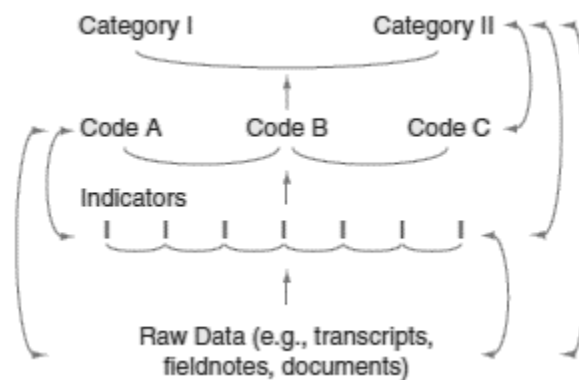 Category I Category II
Code A Code B Code C
Indicators
I I I I I I I
Raw Data (e.g., transcripts,
fieldnotes, documents)